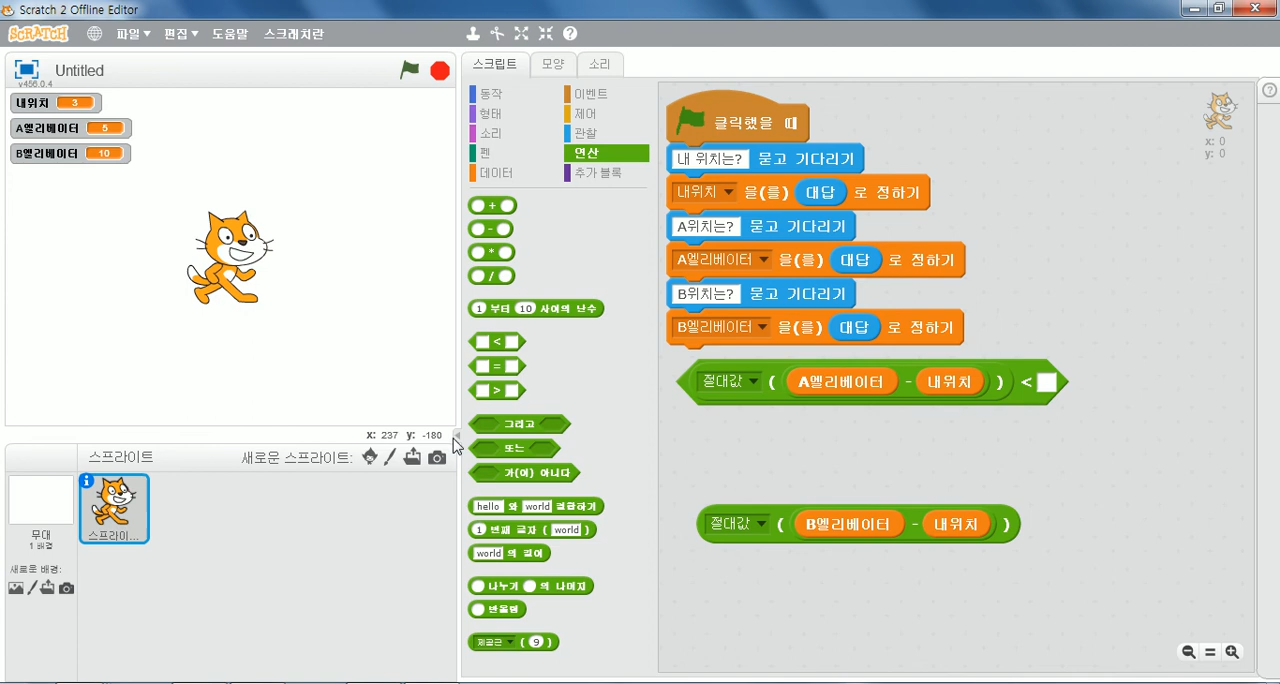 Scratch 2 Offline Editor
SCRATCH 파일 편집 도움말 스크래치란
Untitled
v456.0.4
내위치 3
A엘리베이터 5
B엘리베이터 10
x: 237 y: -180
스프라이트 새로운 스프라이트:
무대
1 배경
새로운 배경:
스프라이...
스크립트 모양 소리
동작 이벤트
형태 제어
소리 관찰
펜 연산
데이터 추가 블록
+
-
*
/
1 부터 10 사이의 난수
<
=
>
그리고
또는
가(이) 아니다
hello 와 world 결합하기
1 번째 글자 ( world )
world 의 길이
나누기 의 나머지
반올림
제곱근 ( 9 )
클릭했을 때
내 위치는? 묻고 기다리기
내위치 을(를) 대답 로 정하기
A위치는? 묻고 기다리기
A엘리베이터 을(를) 대답 로 정하기
B위치는? 묻고 기다리기
B엘리베이터 을(를) 대답 로 정하기
절대값 ( A엘리베이터 - 내위치 ) <
절대값 ( B엘리베이터 - 내위치 )
x: 0
y: 0